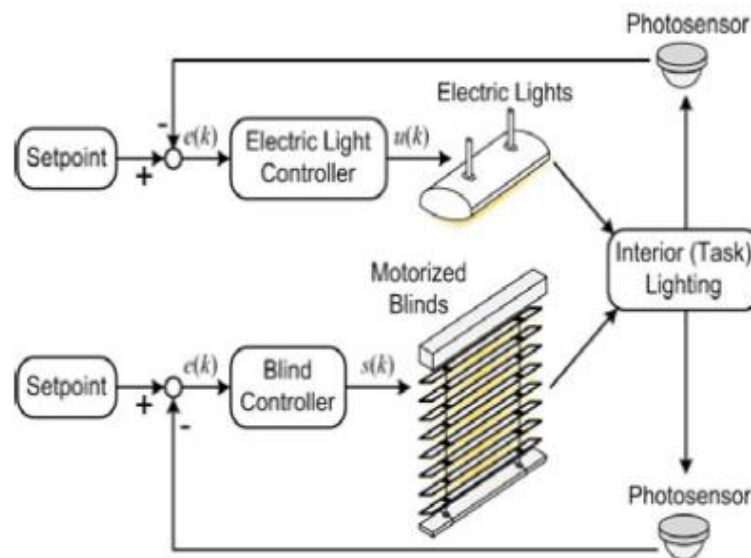 Photosensor
Electric Lights
Setpoint
-
+
e(k)
Electric Light
Controller
u(k)
Interior (Task)
Lighting
Motorized
Blinds
Setpoint
+
-
e(k)
Blind
Controller
s(k)
Photosensor